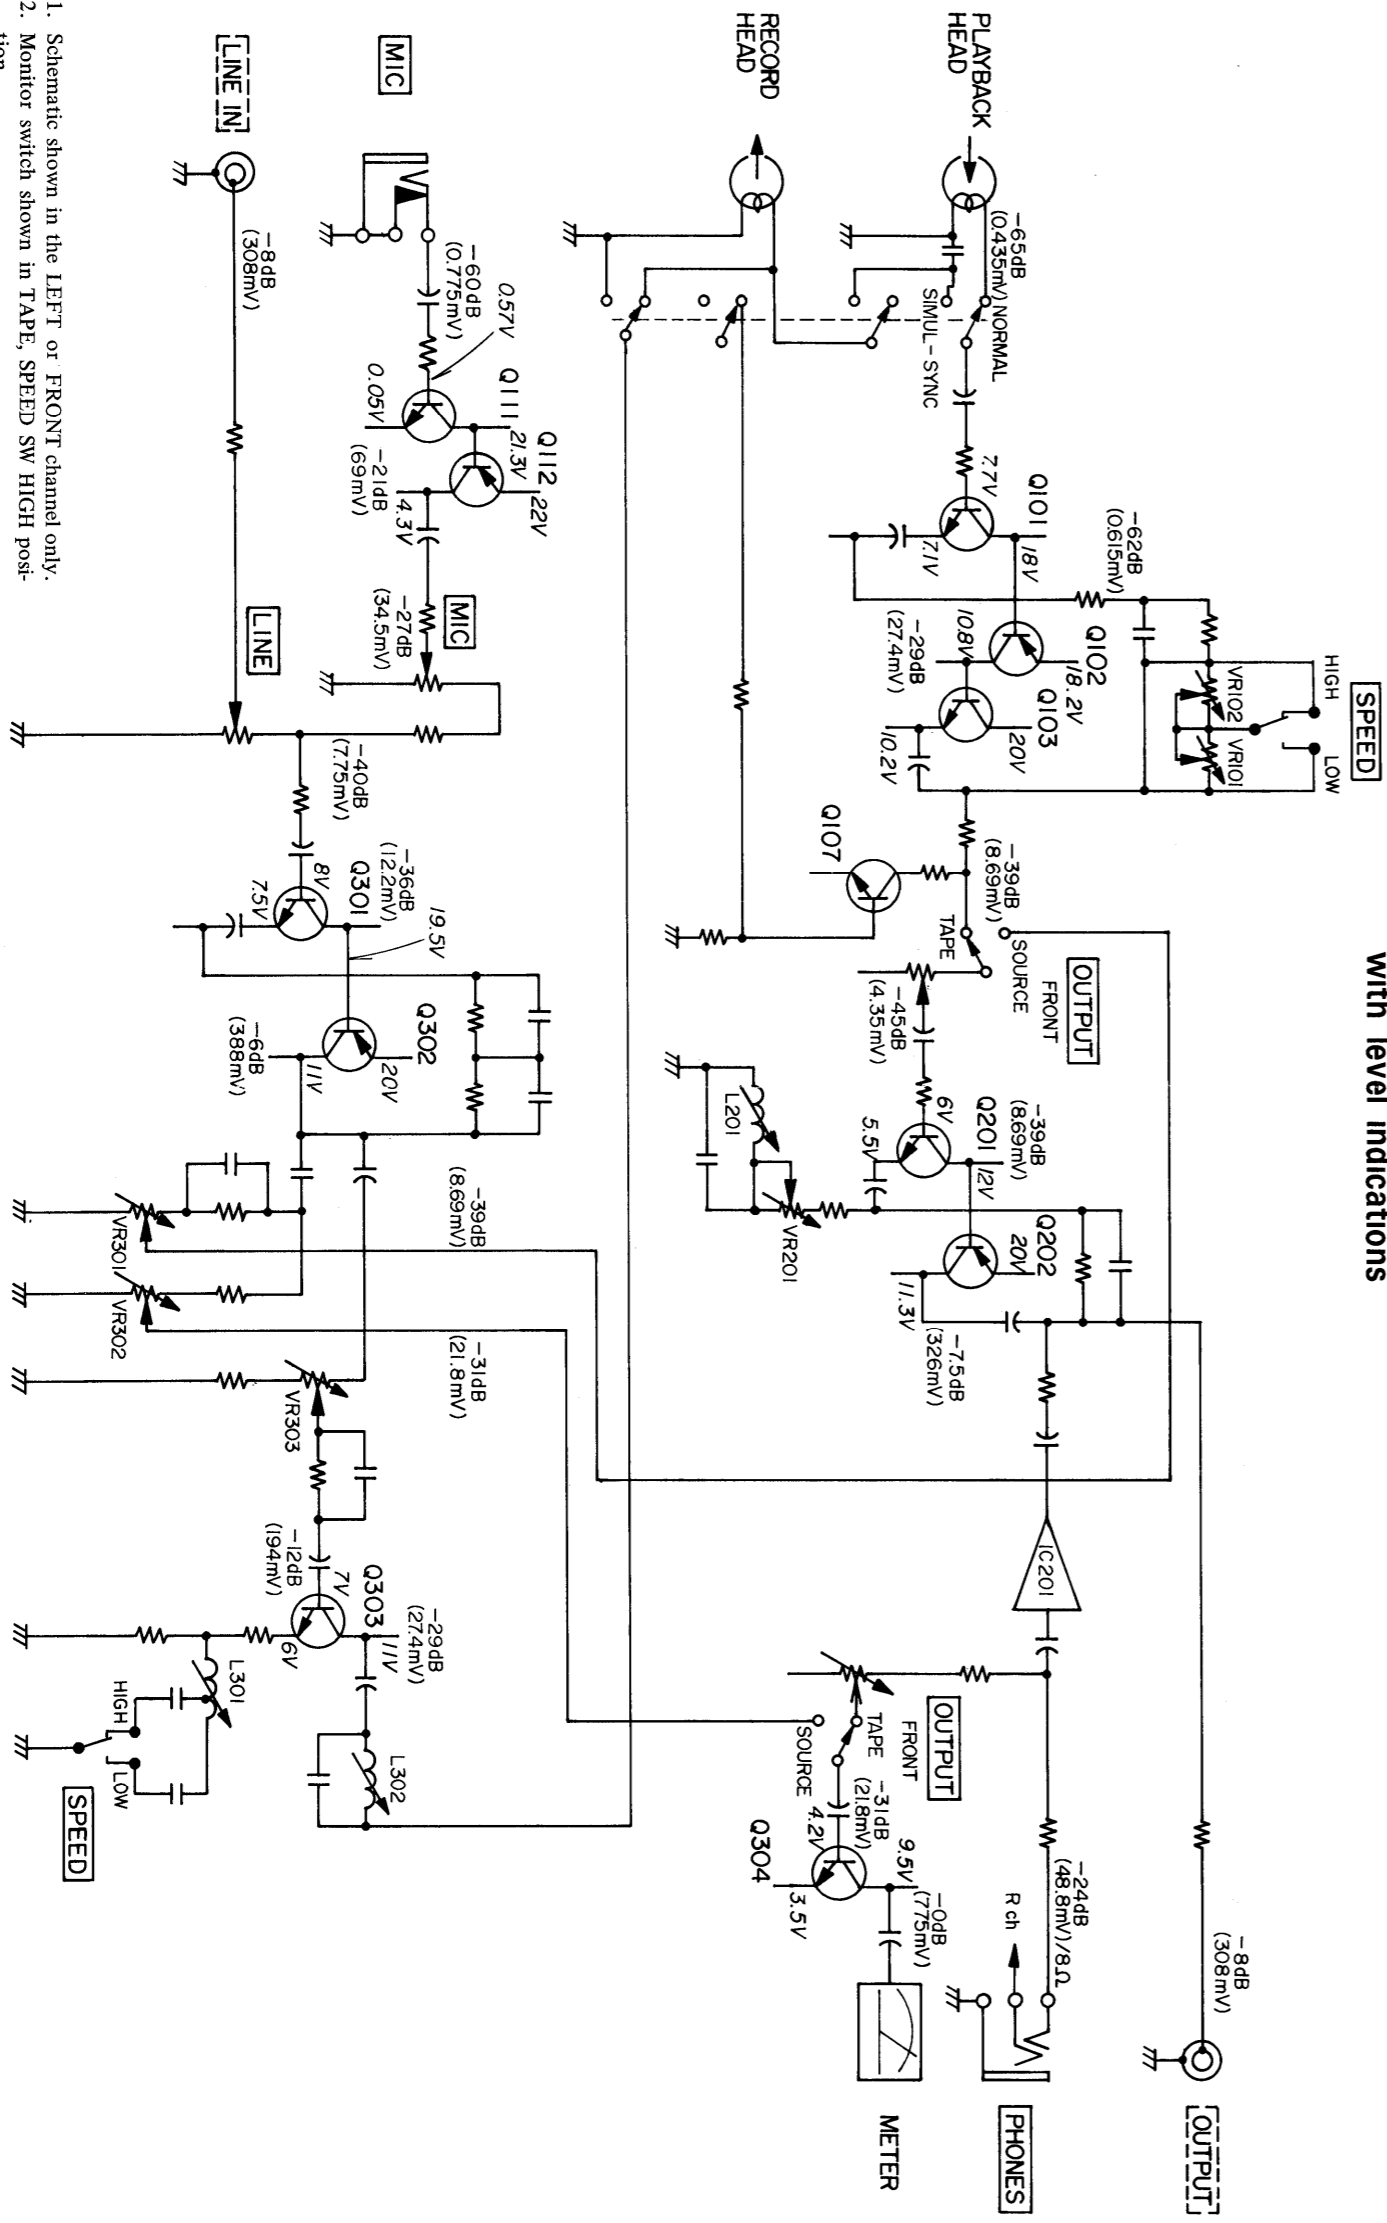 with level indications
PLAYBACK
HEAD
RECORD
HEAD
-65dB
(0.435mV)
NORMAL
SIMUL-SYNC
Q101
7.7V
7.1V
18V
-62dB
(0.615mV)
Q102
10.8V
18.2V
-29dB
(27.4mV)
Q103
20V
10.2V
SPEED
HIGH
LOW
VR102
VR101
Q107
-39dB
(8.69mV)
TAPE
SOURCE
FRONT
OUTPUT
-45dB
(4.35mV)
L201
VR201
6V
5.5V
Q201
-39dB
(8.69mV)
12V
Q202
20V
11.3V
-7.5dB
(326mV)
IC201
OUTPUT
FRONT
TAPE
SOURCE
-31dB
(21.8mV)
4.2V
Q304
9.5V
3.5V
-0dB
(775mV)
METER
-24dB
(48.8mV)/8Ω
R ch
PHONES
-8dB
(308mV)
OUTPUT
MIC
-60dB
(0.775mV)
0.57V
0.05V
Q111
21.3V
Q112
22V
-21dB
(69mV)
4.3V
MIC
-27dB
(34.5mV)
LINE IN
-8dB
(308mV)
LINE
-40dB
(7.75mV)
-36dB
(12.2mV)
Q301
8V
7.5V
19.5V
Q302
20V
11V
-6dB
(388mV)
-39dB
(8.69mV)
VR301
VR302
-31dB
(21.8mV)
VR303
-12dB
(194mV)
7V
Q303
6V
11V
-29dB
(27.4mV)
L301
L302
HIGH
LOW
SPEED
1. Schematic shown in the LEFT or FRONT channel only.
2. Monitor switch shown in TAPE, SPEED SW HIGH posi-
tion